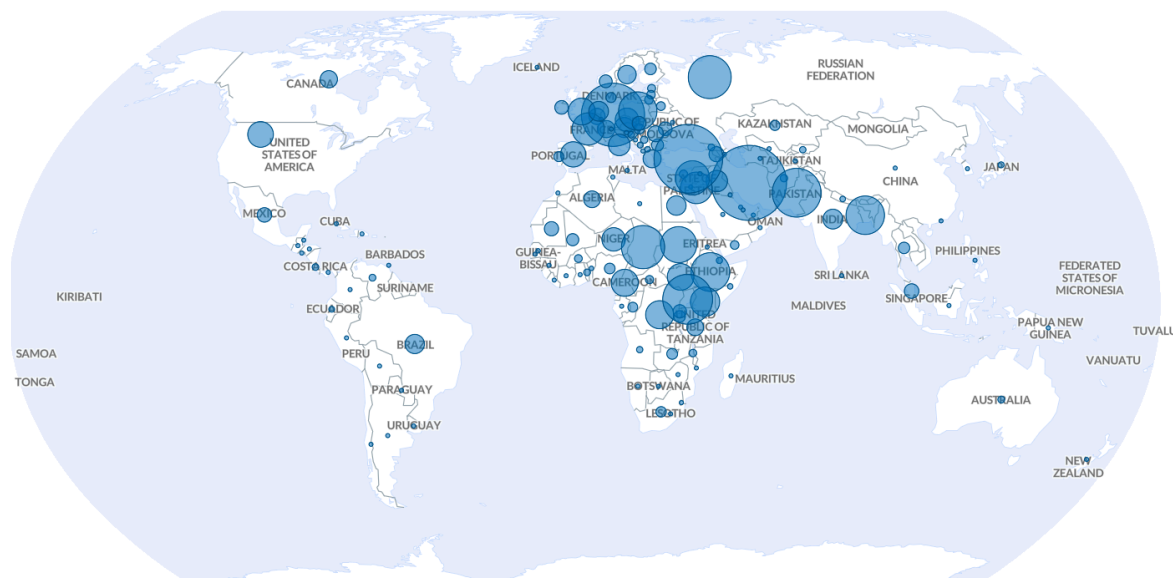 ICELAND
RUSSIAN
FEDERATION
CANADA
DENMARK
UNITED
STATES OF
AMERICA
REPUBLIC OF
MOLDOVA
KAZAKHSTAN
MONGOLIA
PORTUGAL
MALTA
TAJIKISTAN
JAPAN
CHINA
ALGERIA
PAKISTAN
MEXICO
CUBA
OMAN
INDIA
NIGER
ERITREA
BARBADOS
GUINEA-
BISSAU
PHILIPPINES
COSTA RICA
CAMEROON
ETHIOPIA
SRI LANKA
FEDERATED
STATES OF
MICRONESIA
KIRIBATI
SURINAME
SINGAPORE
ECUADOR
MALDIVES
UNITED
REPUBLIC OF
TANZANIA
PAPUA NEW
GUINEA
TUVALU
SAMOA
PERU
BRAZIL
VANUATU
TONGA
PARAGUAY
BOTSWANA
MAURITIUS
AUSTRALIA
LESOTHO
URUGUAY
NEW
ZEALAND